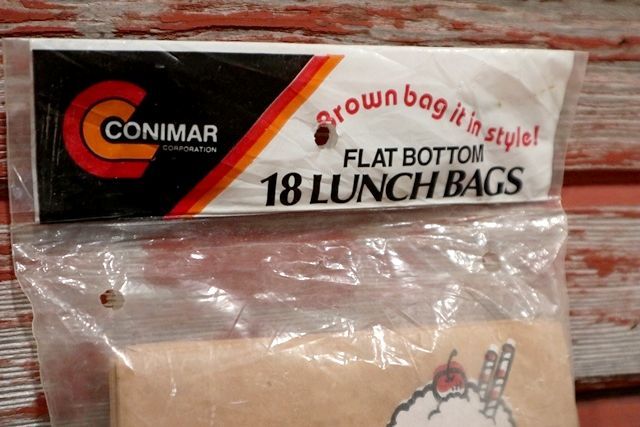 CONIMAR
CORPORATION
Brown bag it in style!
FLAT BOTTOM
18 LUNCH BAGS